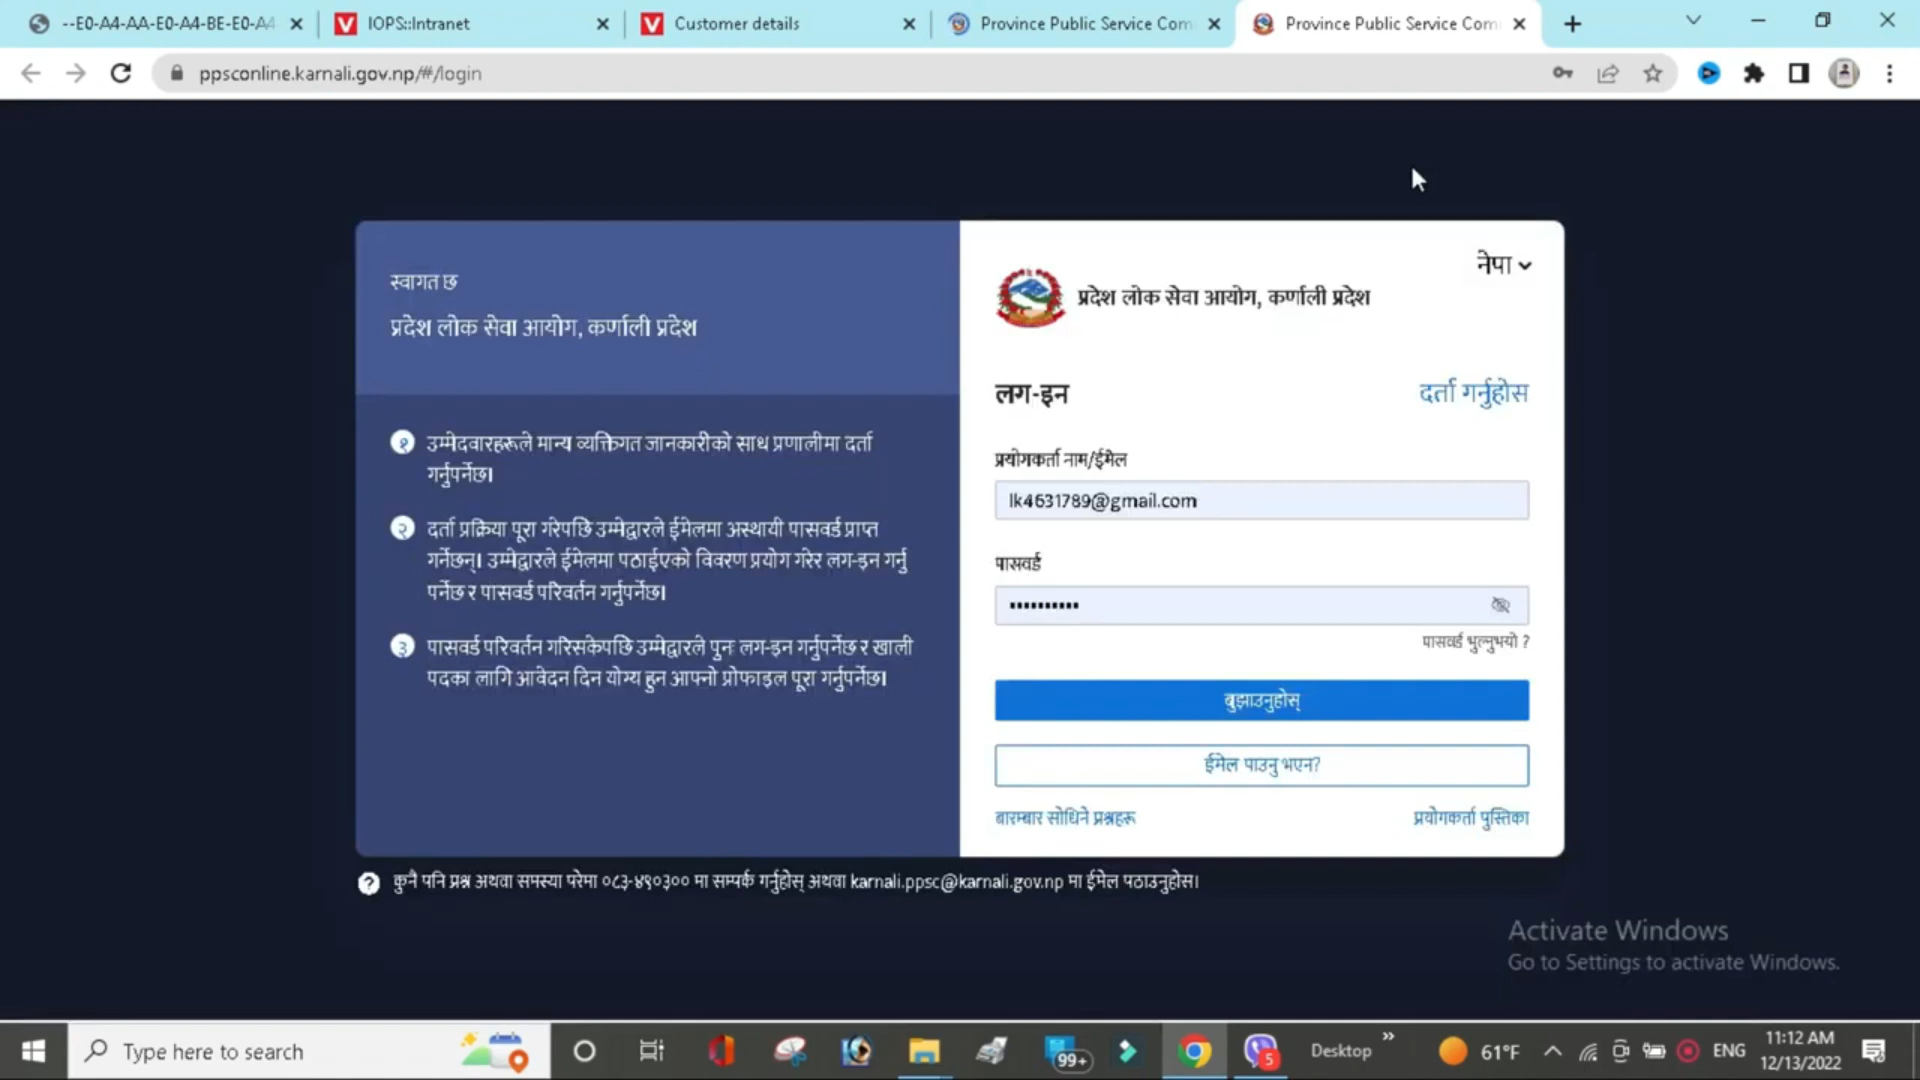 --E0-A4-AA-E0-A4-BE-E0-A4
IOPS::Intranet
Customer details
Province Public Service Com
Province Public Service Com
ppsconline.karnali.gov.np/#/login
स्वागत छ
प्रदेश लोक सेवा आयोग, कर्णाली प्रदेश
१ उम्मेदवारहरूले मान्य व्यक्तिगत जानकारीको साथ प्रणालीमा दर्ता
गर्नुपर्नेछ।
२ दर्ता प्रक्रिया पूरा गरेपछि उम्मेद्वारले ईमेलमा अस्थायी पासवर्ड प्राप्त
गर्नेछन्। उम्मेद्वारले ईमेलमा पठाईएको विवरण प्रयोग गरेर लग-इन गर्नु
पर्नेछ र पासवर्ड परिवर्तन गर्नुपर्नेछ।
३ पासवर्ड परिवर्तन गरिसकेपछि उम्मेद्वारले पुनः लग-इन गर्नुपर्नेछ र खाली
पदका लागि आवेदन दिन योग्य हुन आफ्नो प्रोफाइल पूरा गर्नुपर्नेछ।
नेपा
प्रदेश लोक सेवा आयोग, कर्णाली प्रदेश
लग-इन
दर्ता गर्नुहोस
प्रयोगकर्ता नाम/ईमेल
lk4631789@gmail.com
पासवर्ड
••••••••••
पासवर्ड भुल्नुभयो ?
बुझाउनुहोस्
ईमेल पाउनु भएन?
बारम्बार सोधिने प्रश्नहरू
प्रयोगकर्ता पुस्तिका
? कुनै पनि प्रश्न अथवा समस्या परेमा ०८३-४९०३०० मा सम्पर्क गर्नुहोस् अथवा karnali.ppsc@karnali.gov.np मा ईमेल पठाउनुहोस।
Activate Windows
Go to Settings to activate Windows.
Type here to search
99+
5
Desktop
61°F
ENG
11:12 AM
12/13/2022